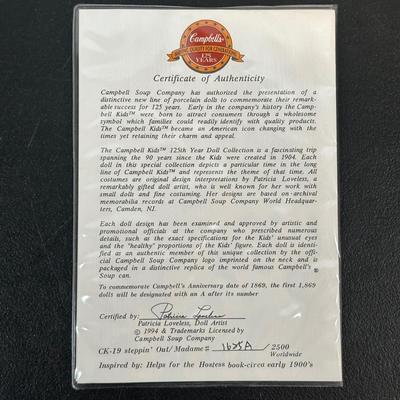 Campbell's
QUALITY FOR GENERATIONS
125 YEARS
Certificate of Authenticity
Campbell Soup Company has authorized the presentation of a
distinctive new line of porcelain dolls to commemorate their remark-
able success for 125 years. Early in the company's history the Camp-
bell Kids™ were born to attract consumers through a wholesome
symbol which families could readily identify with quality products.
The Campbell Kids™ became an American icon changing with the
times yet retaining their charm and appeal.
The Campbell Kids™ 125th Year Doll Collection is a fascinating trip
spanning the 90 years since the Kids were created in 1904. Each
doll in this special collection depicts a particular time in the long
line of Campbell Kids™ and represents the theme of that time. All
costumes are original design interpretations by Patricia Loveless, a
remarkably gifted doll artist, who is well known for her work with
small dolls and fine costuming. Her designs are based on archival
memorabilia records at Campbell Soup Company World Headquar-
ters, Camden, NJ.
Each doll design has been examined and approved by artistic and
promotional officials at the company who prescribed numerous
details, such as the exact specifications for the Kids' unusual eyes
and the "healthy" proportions of the Kids' figure. Each doll is identi-
fied as an authentic member of this unique collection by the offi-
cial Campbell Soup Company logo imprinted on the neck and is
packaged in a distinctive replica of the world famous Campbell's
Soup can. ®
To commemorate Campbell's Anniversary date of 1869, the first 1,869
dolls will be designated with an A after its number
Certified by: Patricia Loveless
Patricia Loveless, Doll Artist
© 1994 & Trademarks Licensed by
Campbell Soup Company
CK-19 steppin' Out/Madame# 1625A /2500
Worldwide
Inspired by: Helps for the Hostess book-circa early 1900's